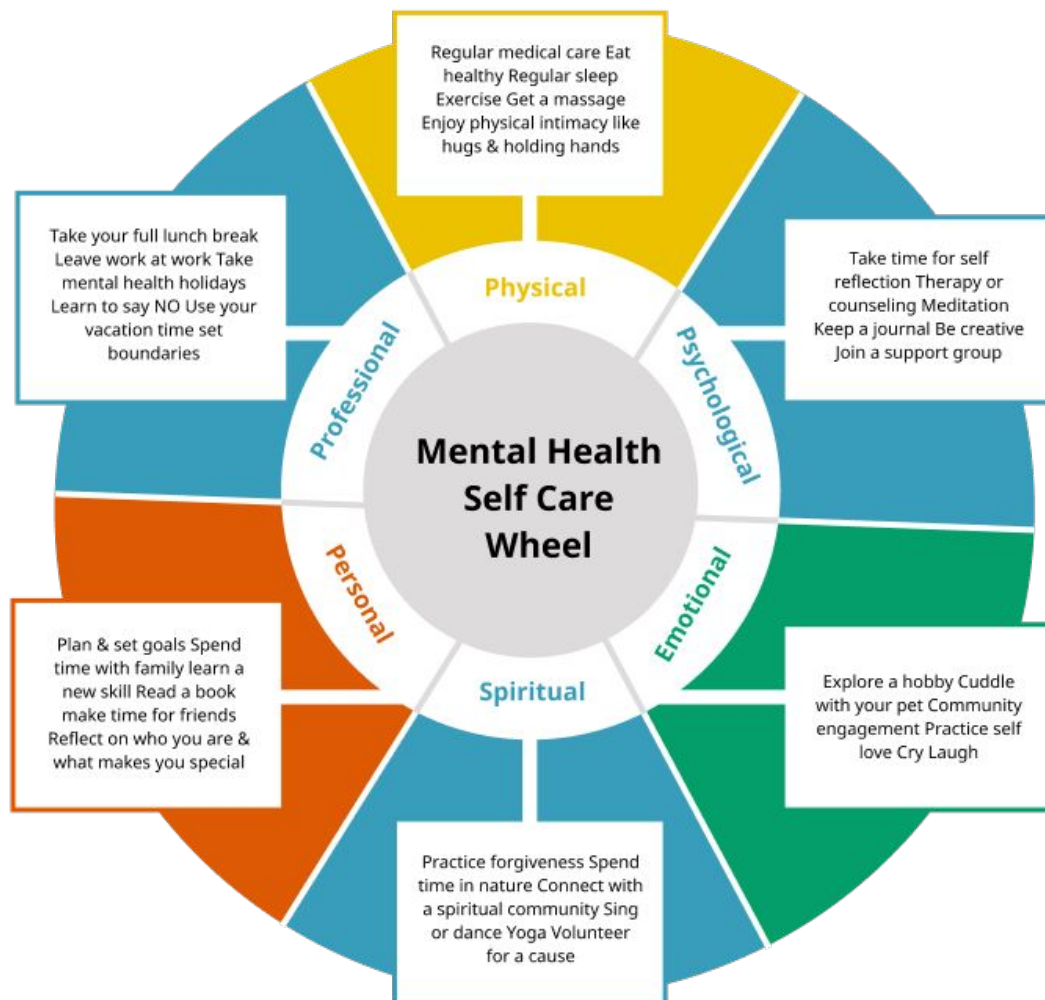 Mental Health
Self Care
Wheel
Physical
Regular medical care Eat
healthy Regular sleep
Exercise Get a massage
Enjoy physical intimacy like
hugs & holding hands
Psychological
Take time for self
reflection Therapy or
counseling Meditation
Keep a journal Be creative
Join a support group
Emotional
Explore a hobby Cuddle
with your pet Community
engagement Practice self
love Cry Laugh
Spiritual
Practice forgiveness Spend
time in nature Connect with
a spiritual community Sing
or dance Yoga Volunteer
for a cause
Personal
Plan & set goals Spend
time with family learn a
new skill Read a book
make time for friends
Reflect on who you are &
what makes you special
Professional
Take your full lunch break
Leave work at work Take
mental health holidays
Learn to say NO Use your
vacation time set
boundaries